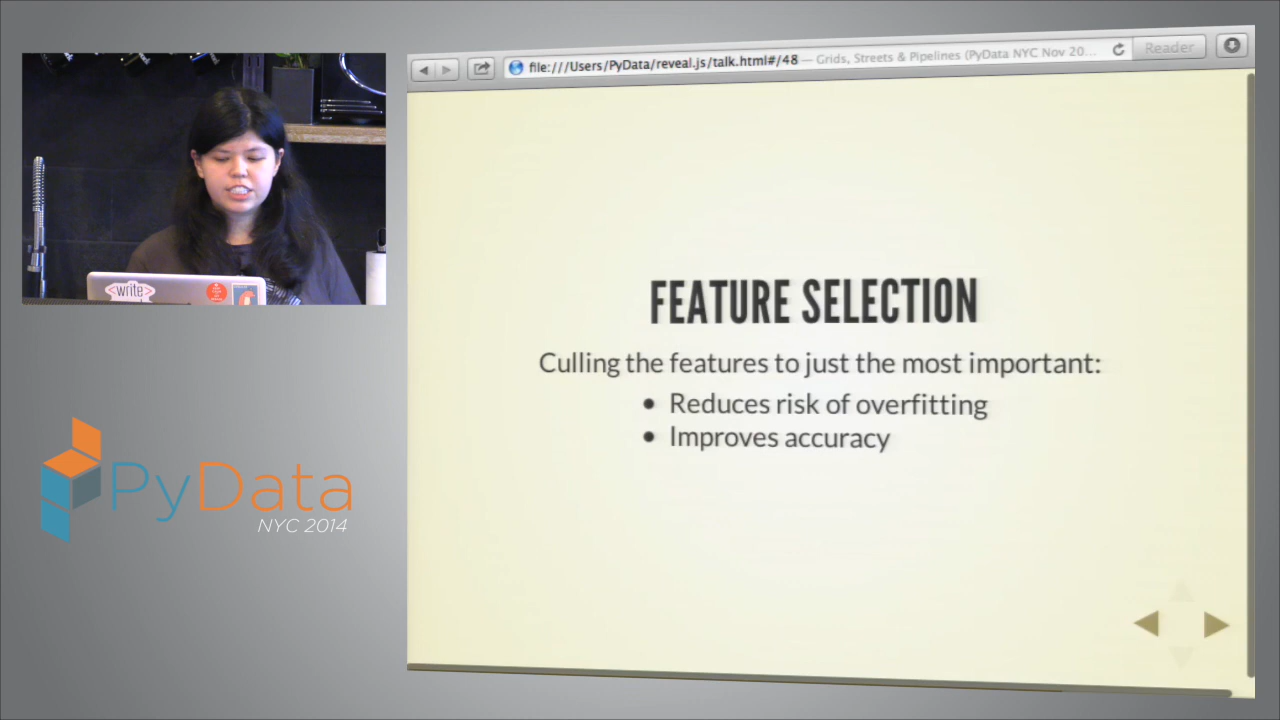 file:///Users/PyData/reveal.js/talk.html#/48 — Grids, Streets & Pipelines (PyData NYC Nov 20...
Reader
<write
FEATURE SELECTION
Culling the features to just the most important:
• Reduces risk of overfitting
• Improves accuracy
PyData
NYC 2014